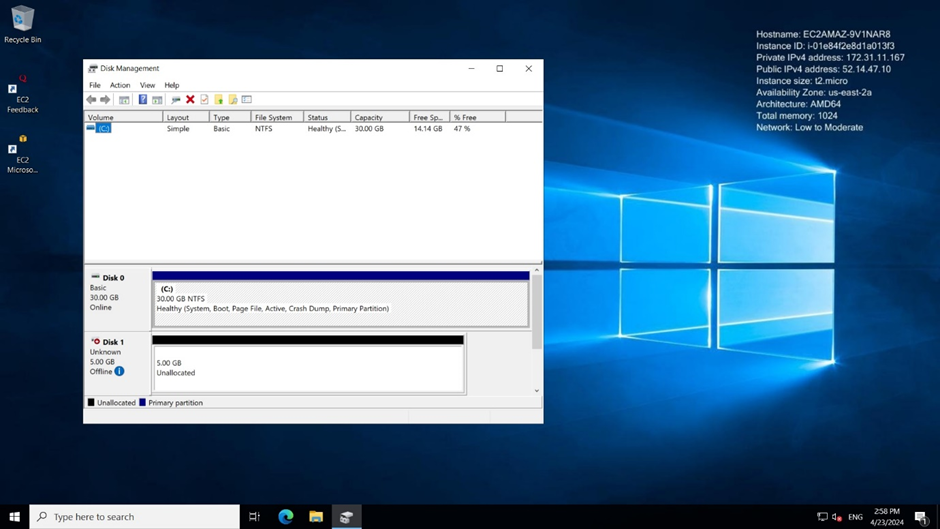 Recycle Bin
EC2
Feedback
EC2
Microso...
Hostname: EC2AMAZ-9V1NAR8
Instance ID: i-01e84f2e8d1a013f3
Private IPv4 address: 172.31.11.167
Public IPv4 address: 52.14.47.10
Instance size: t2.micro
Availability Zone: us-east-2a
Architecture: AMD64
Total memory: 1024
Network: Low to Moderate
Disk Management
File Action View Help
Volume Layout Type File System Status Capacity Free Sp... % Free
(C:) Simple Basic NTFS Healthy (S... 30.00 GB 14.14 GB 47 %
Disk 0
Basic
30.00 GB
Online
(C:)
30.00 GB NTFS
Healthy (System, Boot, Page File, Active, Crash Dump, Primary Partition)
Disk 1
Unknown
5.00 GB
Offline
5.00 GB
Unallocated
Unallocated Primary partition
Type here to search
ENG
2:58 PM
4/23/2024
1